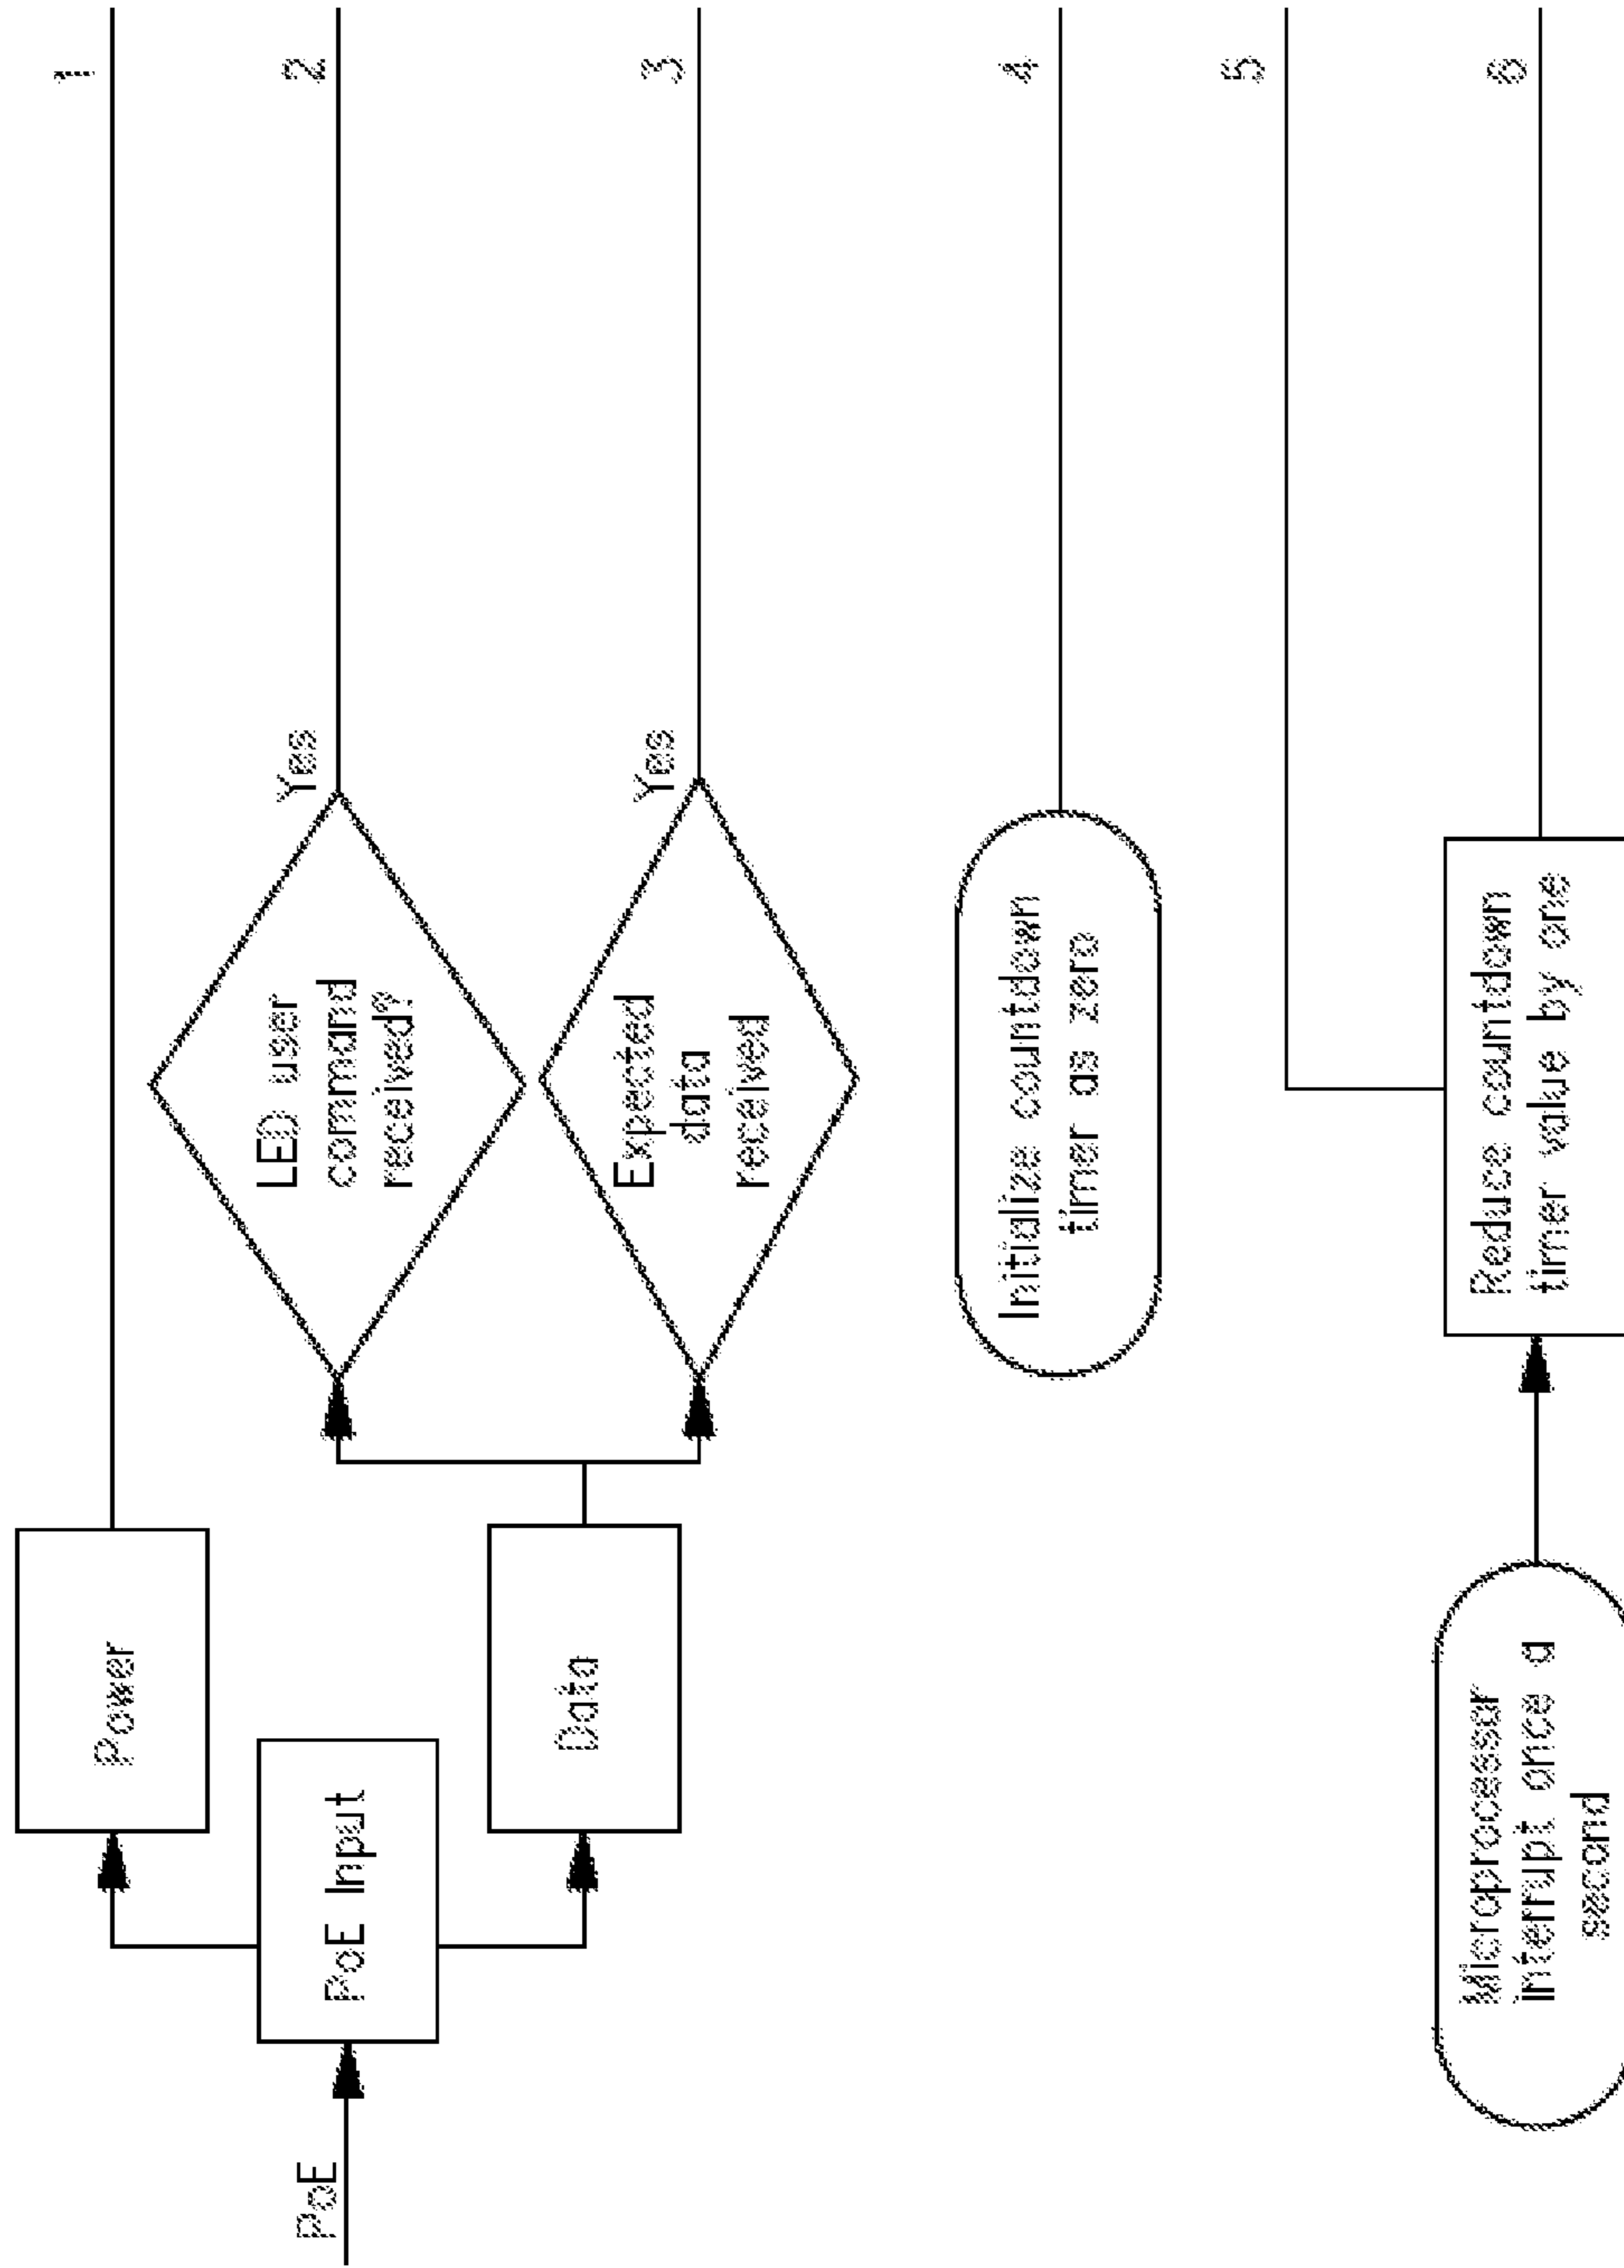 PoE
PoE Input
Power
Data
LED user
command
received?
Yes
Expected
data
received
Yes
Initialize countdown
timer as zero
Microprocessor
interrupt once a
second
Reduce countdown
timer value by one
1
2
3
4
5
6